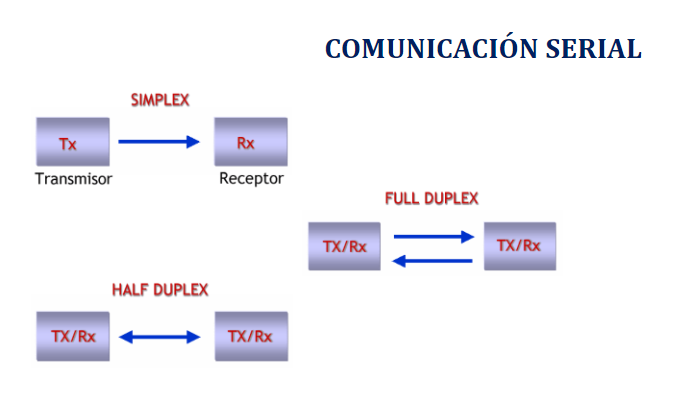 COMUNICACIÓN SERIAL
SIMPLEX
Tx
Rx
Transmisor
Receptor
FULL DUPLEX
TX/Rx
TX/Rx
HALF DUPLEX
TX/Rx
TX/Rx